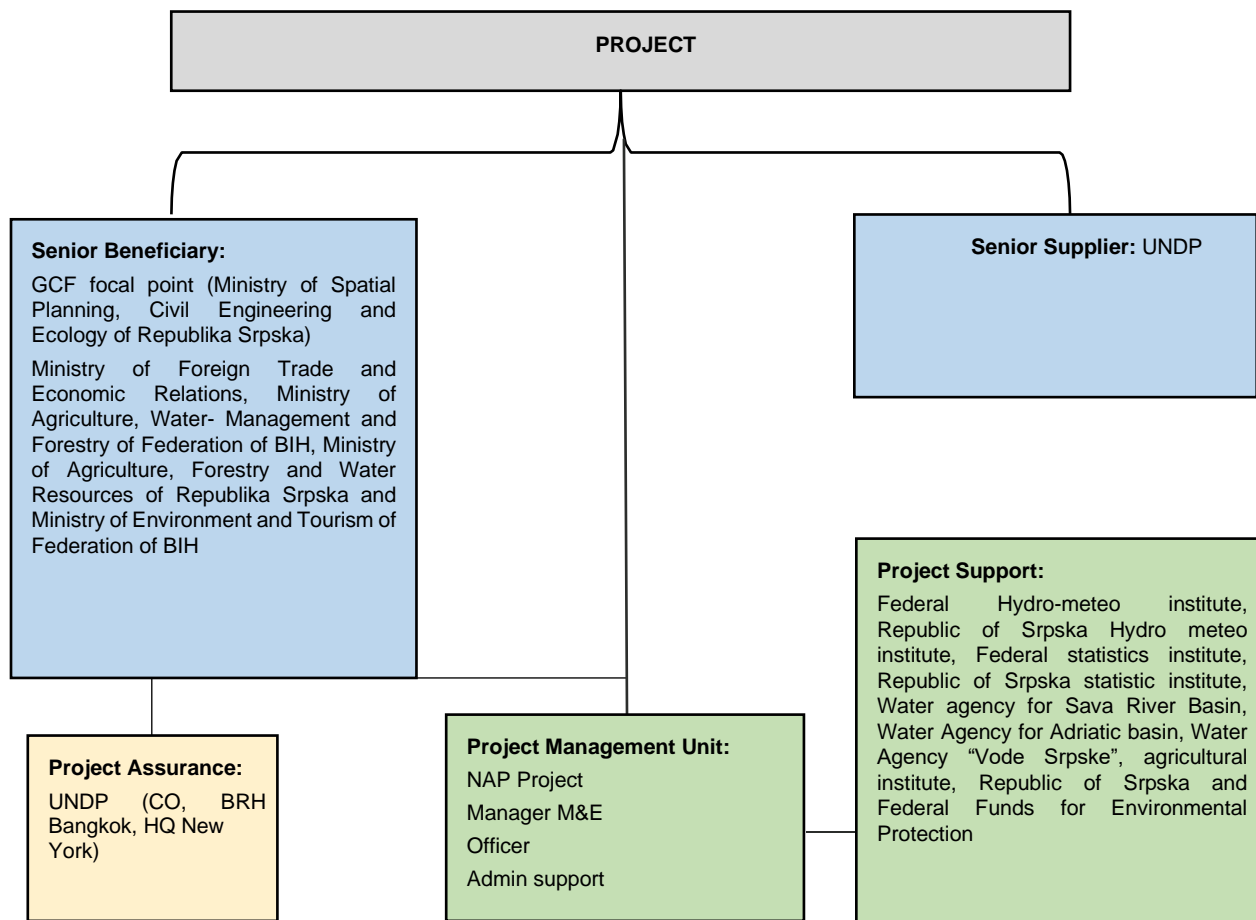 PROJECT
Senior Beneficiary:
GCF focal point (Ministry of Spatial
Planning, Civil Engineering and
Ecology of Republika Srpska)
Ministry of Foreign Trade and
Economic Relations, Ministry of
Agriculture, Water- Management and
Forestry of Federation of BIH, Ministry
of Agriculture, Forestry and Water
Resources of Republika Srpska and
Ministry of Environment and Tourism of
Federation of BIH
Senior Supplier: UNDP
Project Support:
Federal Hydro-meteo institute,
Republic of Srpska Hydro meteo
institute, Federal statistics institute,
Republic of Srpska statistic institute,
Water agency for Sava River Basin,
Water Agency for Adriatic basin, Water
Agency “Vode Srpske”, agricultural
institute, Republic of Srpska and
Federal Funds for Environmental
Protection
Project Assurance:
UNDP (CO, BRH
Bangkok, HQ New
York)
Project Management Unit:
NAP Project
Manager M&E
Officer
Admin support